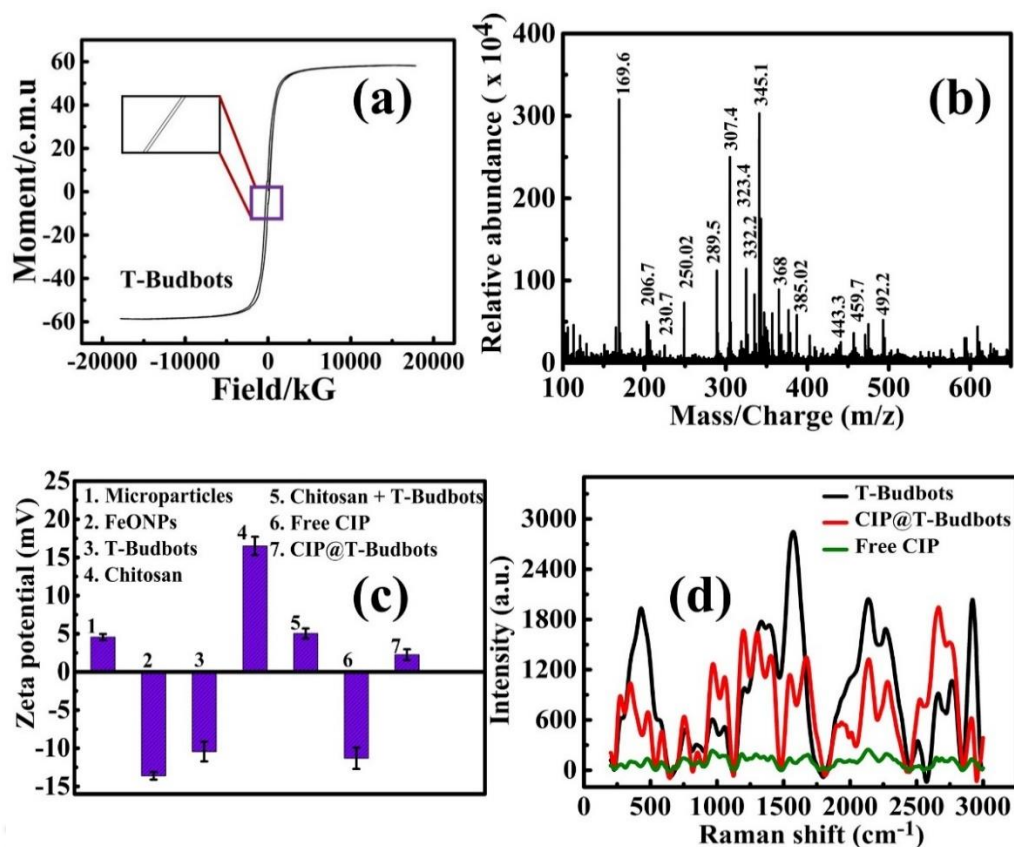 (a)
Moment/e.m.u
60
40
20
0
-20
-40
-60
T-Budbots
-20000 -10000 0 10000 20000
Field/kG
(b)
Relative abundance ( x 10⁴)
400
300
200
100
0
169.6
206.7
230.7
250.02
289.5
307.4
323.4
332.2
345.1
368
385.02
443.3
459.7
492.2
100 200 300 400 500 600
Mass/Charge (m/z)
(c)
Zeta potential (mV)
25
20
15
10
5
0
-5
-10
-15
1. Microparticles
2. FeONPs
3. T-Budbots
4. Chitosan
5. Chitosan + T-Budbots
6. Free CIP
7. CIP@T-Budbots
1
2
3
4
5
6
7
(d)
Intensity (a.u.)
3000
2400
1800
1200
600
0
T-Budbots
CIP@T-Budbots
Free CIP
500 1000 1500 2000 2500 3000
Raman shift (cm⁻¹)